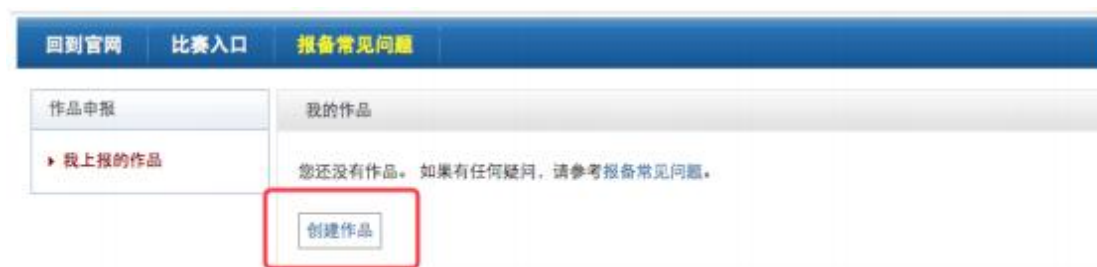 回到官网 比赛入口 报备常见问题
作品申报
▸ 我上报的作品
我的作品
您还没有作品。 如果有任何疑问，请参考报备常见问题。
创建作品